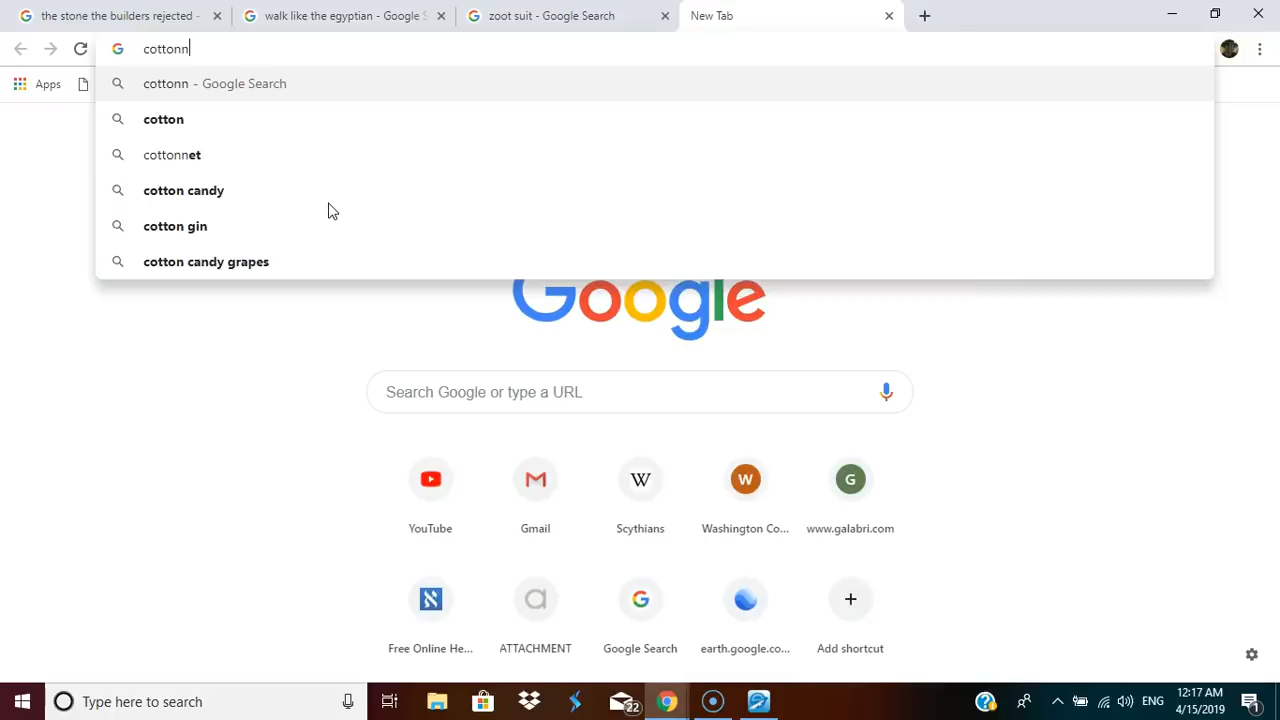 the stone the builders rejected -
walk like the egyptian - Google S
zoot suit - Google Search
New Tab
cottonn
Apps
cottonn - Google Search
cotton
cottonnet
cotton candy
cotton gin
cotton candy grapes
Google
Search Google or type a URL
YouTube
Gmail
W
Scythians
W
Washington Co...
G
www.galabri.com
Free Online He...
ATTACHMENT
Google Search
earth.google.co...
Add shortcut
Type here to search
22
ENG
12:17 AM
4/15/2019
1